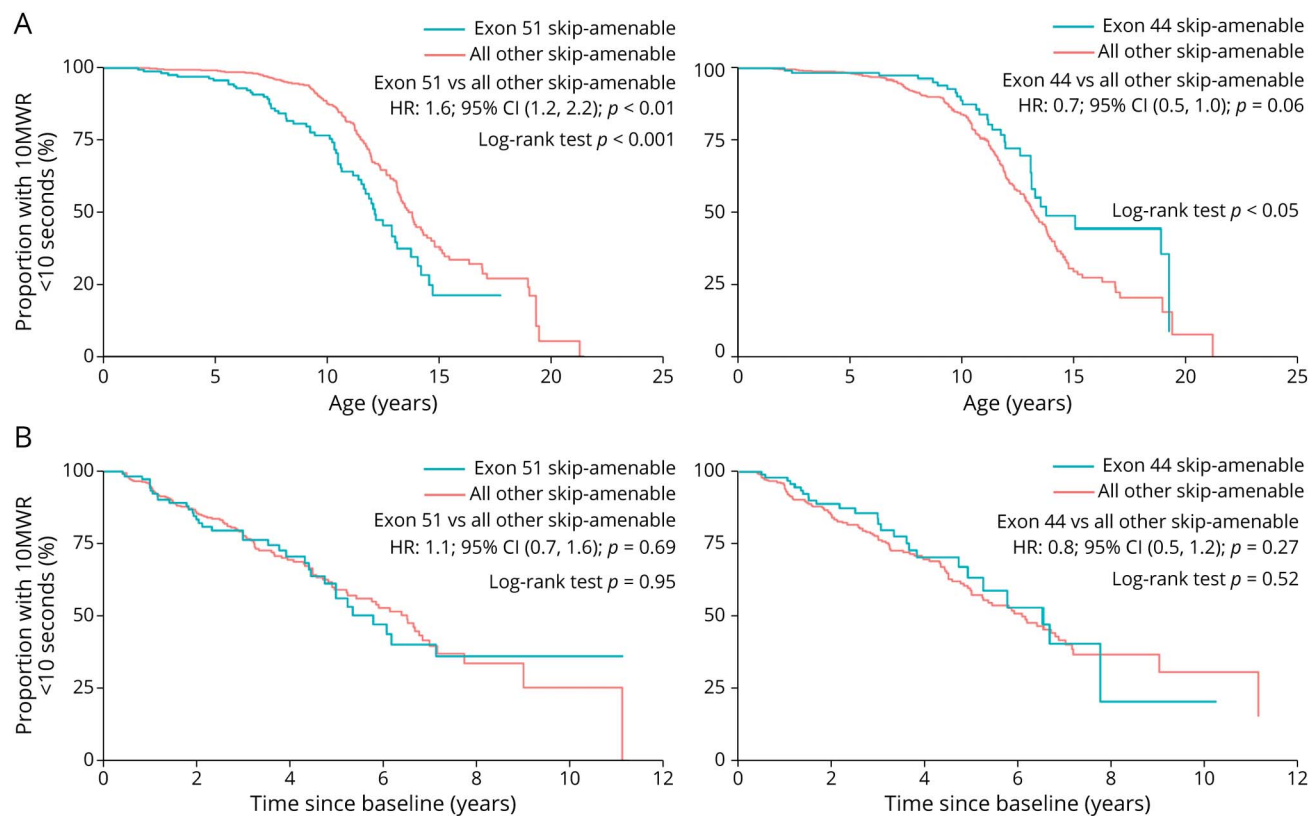 A
Exon 51 skip-amenable
All other skip-amenable
Exon 51 vs all other skip-amenable
HR: 1.6; 95% CI (1.2, 2.2); p < 0.01
Log-rank test p < 0.001
Proportion with 10MWR
<10 seconds (%)
100
75
50
20
0
0 5 10 15 20 25
Age (years)
Exon 44 skip-amenable
All other skip-amenable
Exon 44 vs all other skip-amenable
HR: 0.7; 95% CI (0.5, 1.0); p = 0.06
Log-rank test p < 0.05
100
75
50
25
0
0 5 10 15 20 25
Age (years)
B
Exon 51 skip-amenable
All other skip-amenable
Exon 51 vs all other skip-amenable
HR: 1.1; 95% CI (0.7, 1.6); p = 0.69
Log-rank test p = 0.95
Proportion with 10MWR
<10 seconds (%)
100
75
50
25
0
0 2 4 6 8 10 12
Time since baseline (years)
Exon 44 skip-amenable
All other skip-amenable
Exon 44 vs all other skip-amenable
HR: 0.8; 95% CI (0.5, 1.2); p = 0.27
Log-rank test p = 0.52
100
75
50
25
0
0 2 4 6 8 10 12
Time since baseline (years)